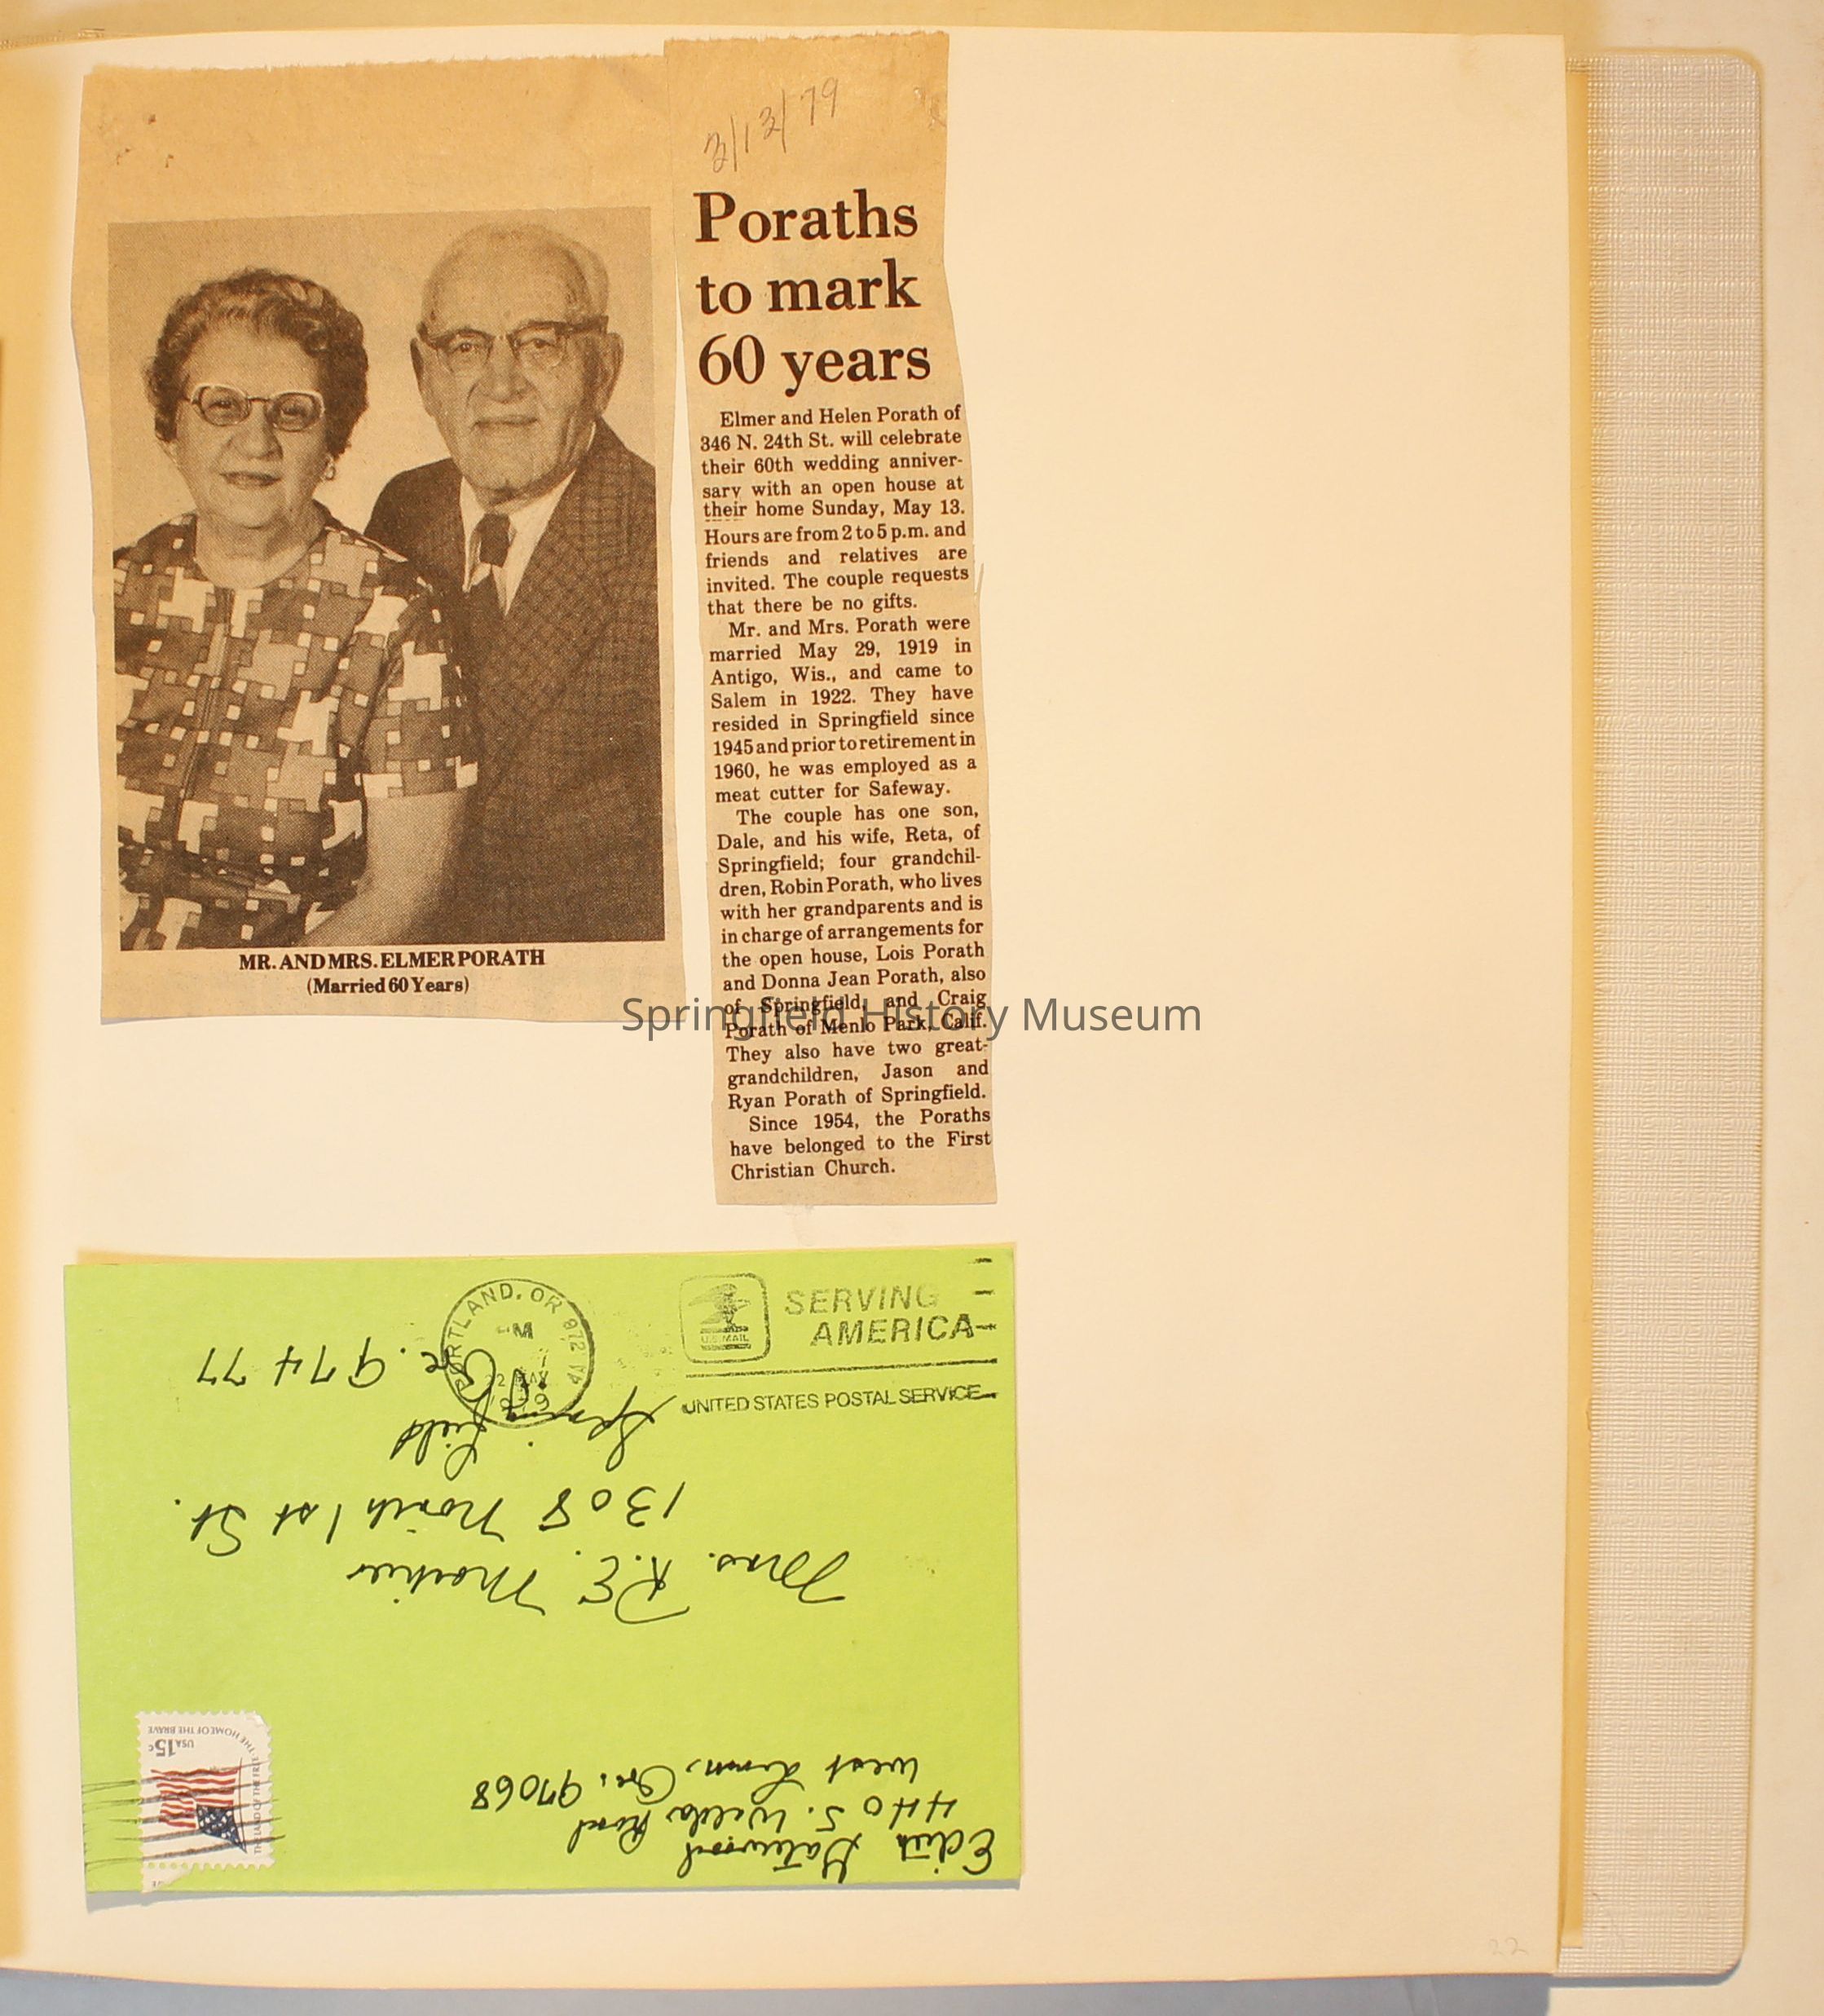 3/13/79
Poraths
to mark
60 years
Elmer and Helen Porath of
346 N. 24th St. will celebrate
their 60th wedding anniver-
sary with an open house at
their home Sunday, May 13.
Hours are from 2 to 5 p.m. and
friends and relatives are
invited. The couple requests
that there be no gifts.
Mr. and Mrs. Porath were
married May 29, 1919 in
Antigo, Wis., and came to
Salem in 1922. They have
resided in Springfield since
1945 and prior to retirement in
1960, he was employed as a
meat cutter for Safeway.
The couple has one son,
Dale, and his wife, Reta, of
Springfield; four grandchil-
dren, Robin Porath, who lives
with her grandparents and is
in charge of arrangements for
the open house, Lois Porath
and Donna Jean Porath, also
of Springfield, and Craig
Porath of Menlo Park, Calif.
They also have two great-
grandchildren, Jason and
Ryan Porath of Springfield.
Since 1954, the Poraths
have belonged to the First
Christian Church.
MR. AND MRS. ELMER PORATH
(Married 60 Years)
Springfield History Museum
PORTLAND, OR 972
PM
22 MAY
1979
U.S. MAIL
SERVING
AMERICA
UNITED STATES POSTAL SERVICE
Edith Gatewood
440 S. Road
West Linn, Ore. 97068
THE LAND OF THE FREE, THE HOME OF THE BRAVE
USA 15c
Mrs. R.E.
1308 North 1st St.
Springfield
Ore. 97477
22